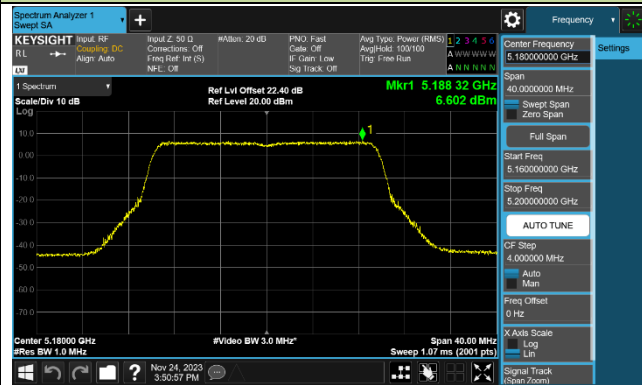 Spectrum Analyzer 1
Swept SA
Frequency
KEYSIGHT
RL
LXI
Input: RF
Coupling: DC
Align: Auto
Input Z: 50 Ω
Corrections: Off
Freq Ref: Int (S)
NFE: Off
#Atten: 20 dB
PNO: Fast
Gate: Off
IF Gain: Low
Sig Track: Off
Avg Type: Power (RMS)
Avg|Hold: 100/100
Trig: Free Run
1 2 3 4 5 6
A W W W W W
A N N N N N
1 Spectrum
Scale/Div 10 dB
Log
Ref Lvl Offset 22.40 dB
Ref Level 20.00 dBm
Mkr1 5.188 32 GHz
6.602 dBm
1
10.0
0.00
-10.0
-20.0
-30.0
-40.0
-50.0
-60.0
-70.0
Center 5.18000 GHz
#Res BW 1.0 MHz
#Video BW 3.0 MHz*
Span 40.00 MHz
Sweep 1.07 ms (2001 pts)
Nov 24, 2023
3:50:57 PM
Center Frequency
5.180000000 GHz
Span
40.0000000 MHz
Swept Span
Zero Span
Full Span
Start Freq
5.160000000 GHz
Stop Freq
5.200000000 GHz
AUTO TUNE
CF Step
4.000000 MHz
Auto
Man
Freq Offset
0 Hz
X Axis Scale
Log
Lin
Signal Track
(Span Zoom)
Settings